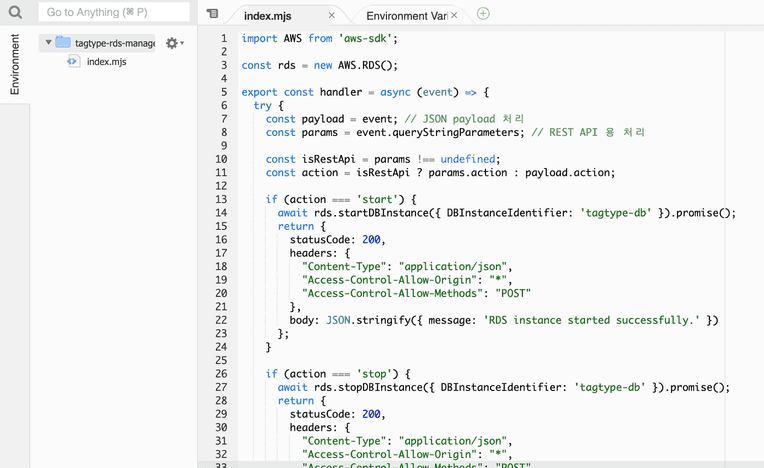 Go to Anything (⌘ P)
index.mjs
Environment Vari
Environment
tagtype-rds-manage
index.mjs
1 import AWS from 'aws-sdk';
2
3 const rds = new AWS.RDS();
4
5 export const handler = async (event) => {
6 try {
7 const payload = event; // JSON payload 처리
8 const params = event.queryStringParameters; // REST API 용 처리
9
10 const isRestApi = params !== undefined;
11 const action = isRestApi ? params.action : payload.action;
12
13 if (action === 'start') {
14 await rds.startDBInstance({ DBInstanceIdentifier: 'tagtype-db' }).promise();
15 return {
16 statusCode: 200,
17 headers: {
18 "Content-Type": "application/json",
19 "Access-Control-Allow-Origin": "*",
20 "Access-Control-Allow-Methods": "POST"
21 },
22 body: JSON.stringify({ message: 'RDS instance started successfully.' })
23 };
24 }
25
26 if (action === 'stop') {
27 await rds.stopDBInstance({ DBInstanceIdentifier: 'tagtype-db' }).promise();
28 return {
29 statusCode: 200,
30 headers: {
31 "Content-Type": "application/json",
32 "Access-Control-Allow-Origin": "*",
33 "Access-Control-Allow-Methods": "POST"